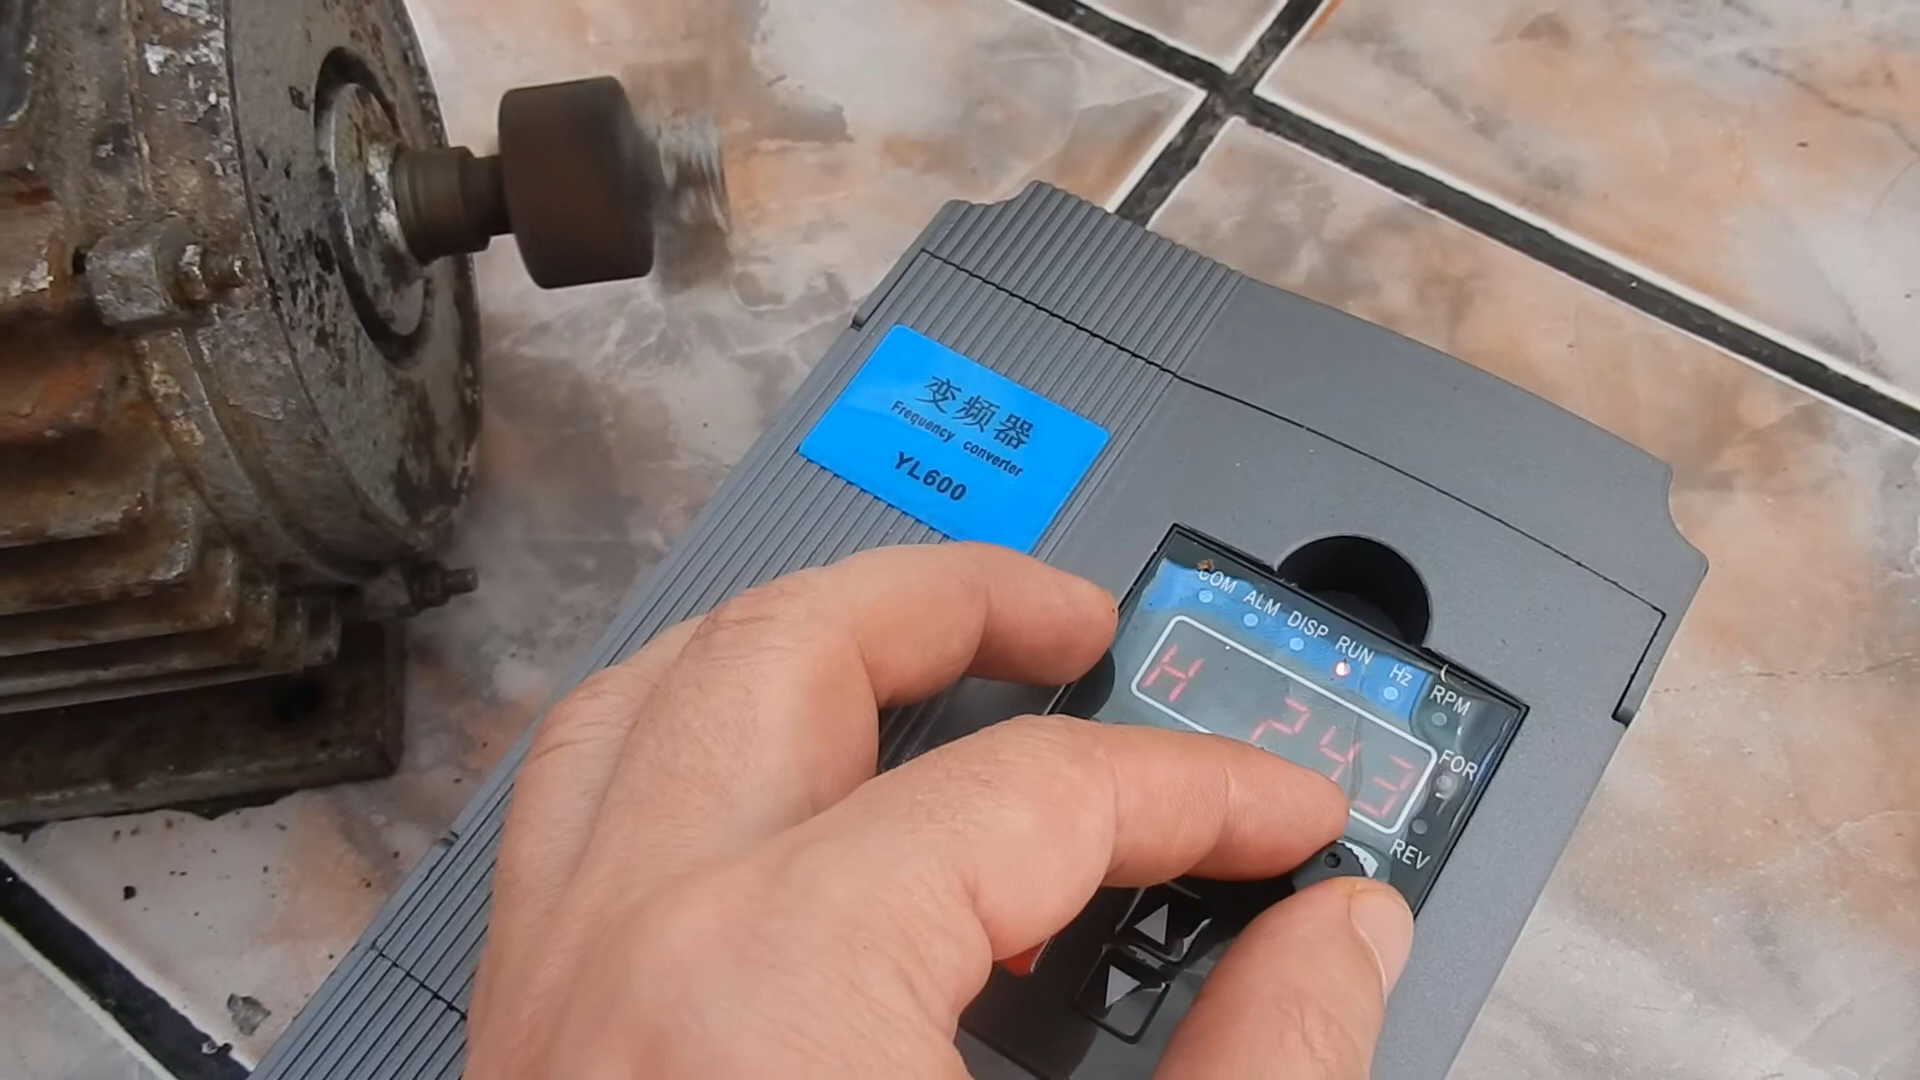 变频器
Frequency converter
YL600
COM ALM DISP RUN Hz RPM
H 243
FOR
REV